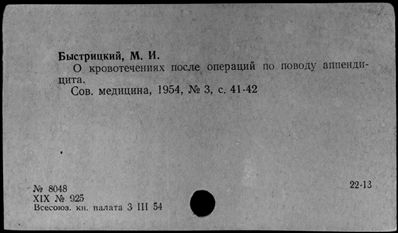 Быстрицкий, М. И.
О кровотечениях после операций по поводу аппенди-
цита.
Сов. медицина, 1954, № 3, с. 41-42
№ 8048
22-13
XIX № 925
Всесоюз. кн. палата 3 III 54